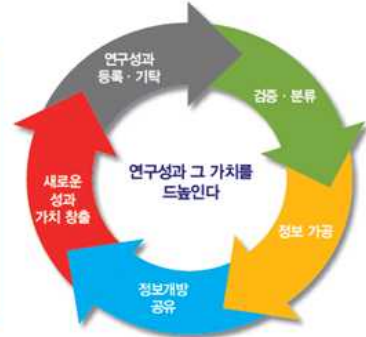 연구성과
등록 · 기탁
검증 · 분류
정보 가공
정보개방
공유
새로운
성과
가치 창출
연구성과 그 가치를
드높인다